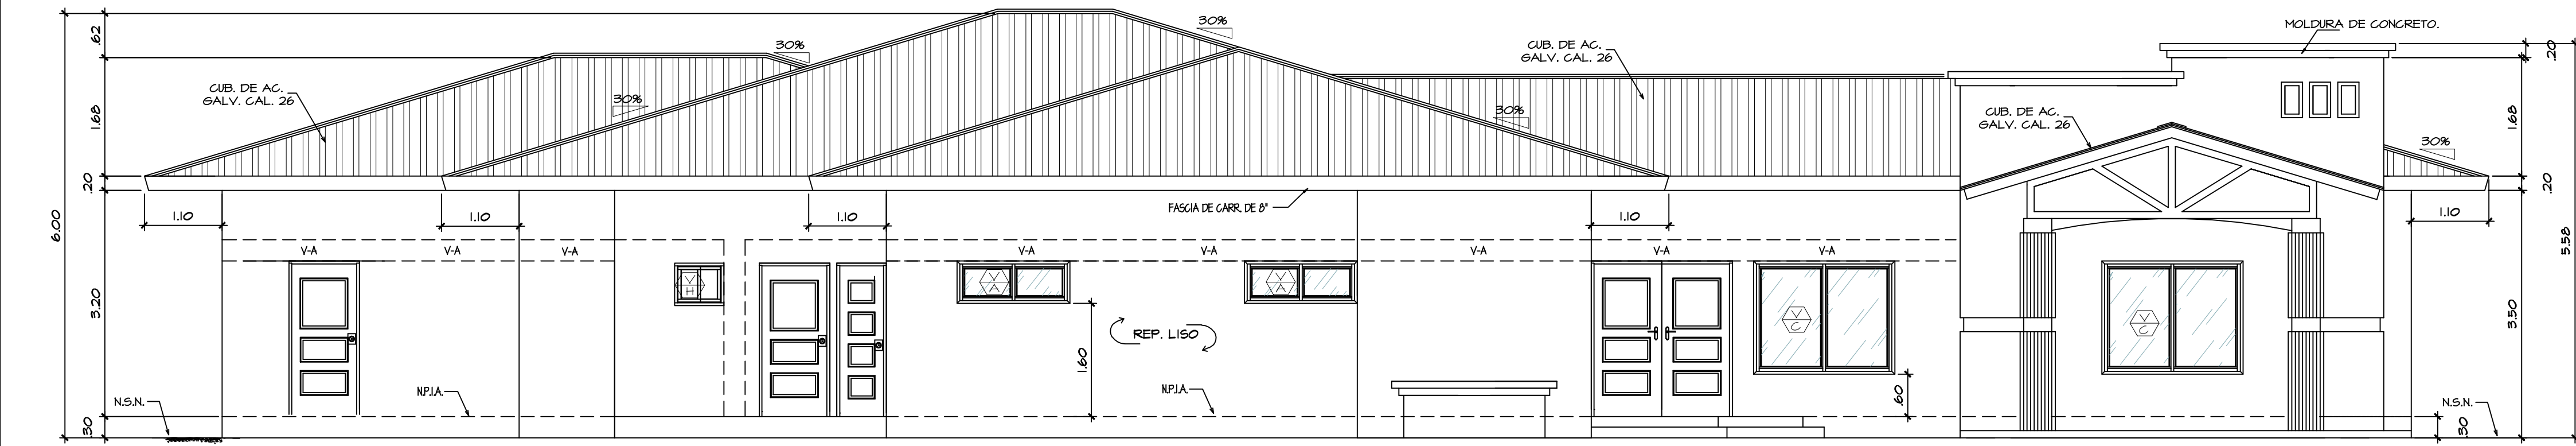 6.00
.62
1.68
.20
3.20
.30
CUB. DE AC.
GALV. CAL. 26
30%
30%
30%
CUB. DE AC.
GALV. CAL. 26
30%
MOLDURA DE CONCRETO.
CUB. DE AC.
GALV. CAL. 26
30%
.20
1.68
.20
3.50
.30
5.58
1.10
1.10
1.10
1.10
1.10
FASCIA DE CARR. DE 8"
V-A
V-A
V-A
V-A
V-A
V-A
V-A
V-A
V
H
V
A
V
A
V
C
V
C
REP. LISO
1.60
.60
N.S.N.
N.P.I.A.
N.P.I.A.
N.S.N.